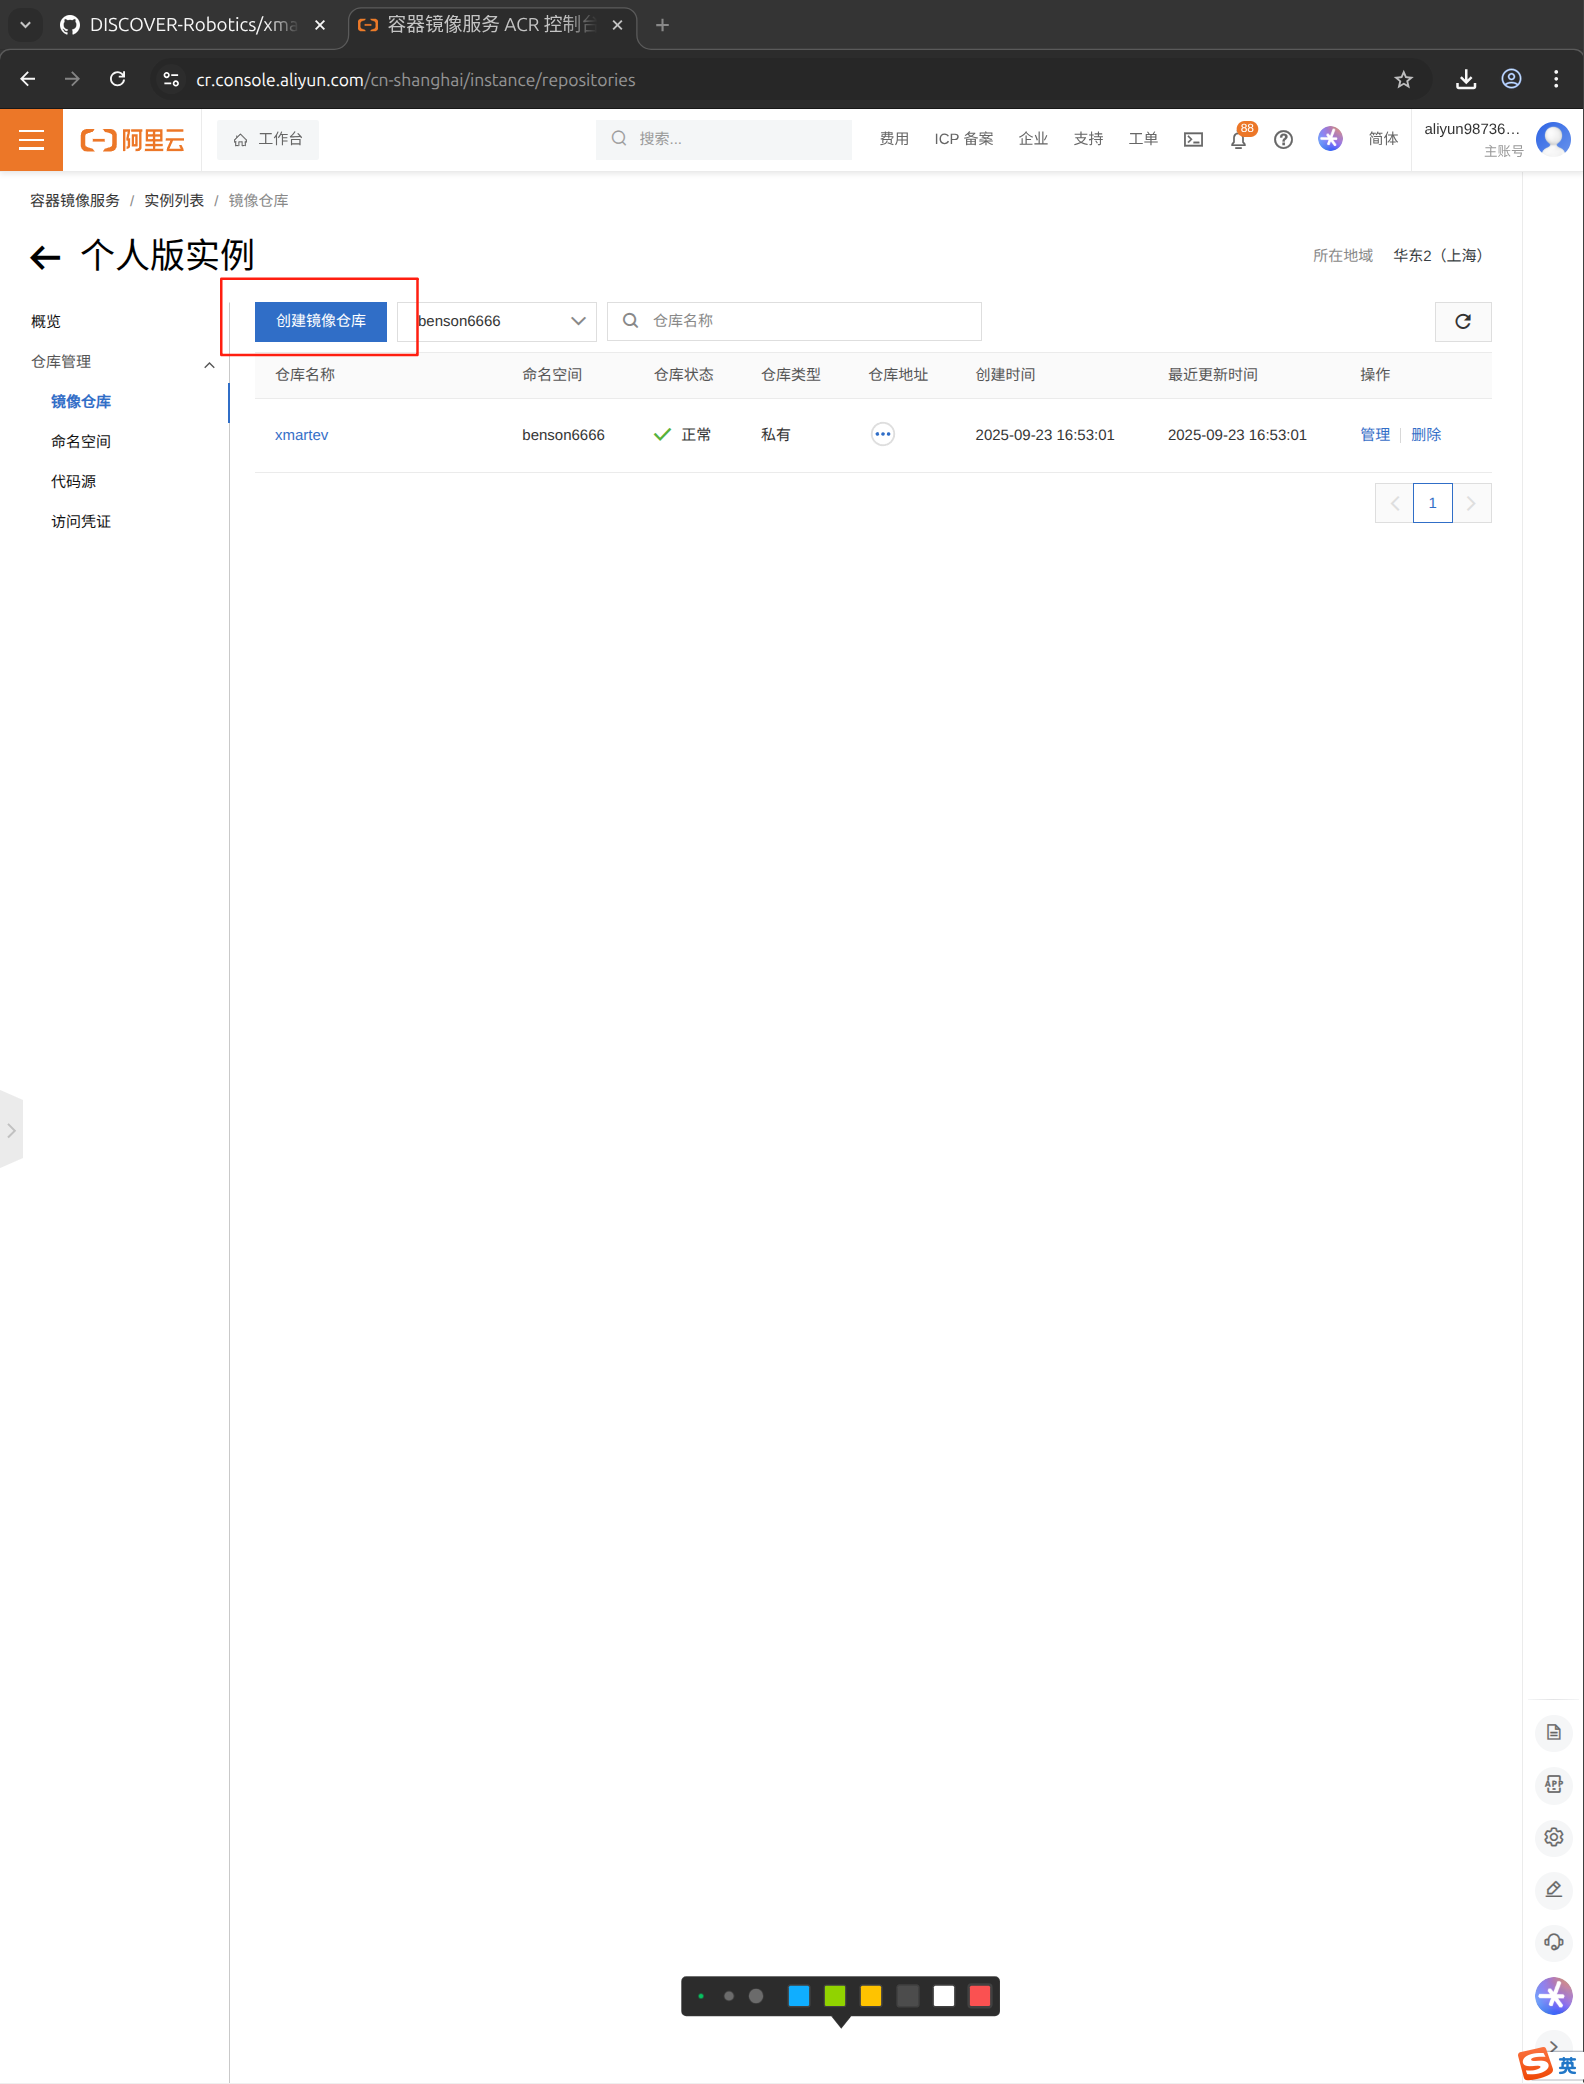 DISCOVER-Robotics/xma
容器镜像服务 ACR 控制台
cr.console.aliyun.com/cn-shanghai/instance/repositories
阿里云
工作台
搜索...
费用
ICP 备案
企业
支持
工单
88
简体
aliyun98736...
主账号
容器镜像服务 / 实例列表 / 镜像仓库
个人版实例
所在地域 华东2（上海）
概览
仓库管理
镜像仓库
命名空间
代码源
访问凭证
创建镜像仓库
benson6666
仓库名称
仓库名称 命名空间 仓库状态 仓库类型 仓库地址 创建时间 最近更新时间 操作
xmartev benson6666 正常 私有 2025-09-23 16:53:01 2025-09-23 16:53:01 管理 删除
1
APP
英